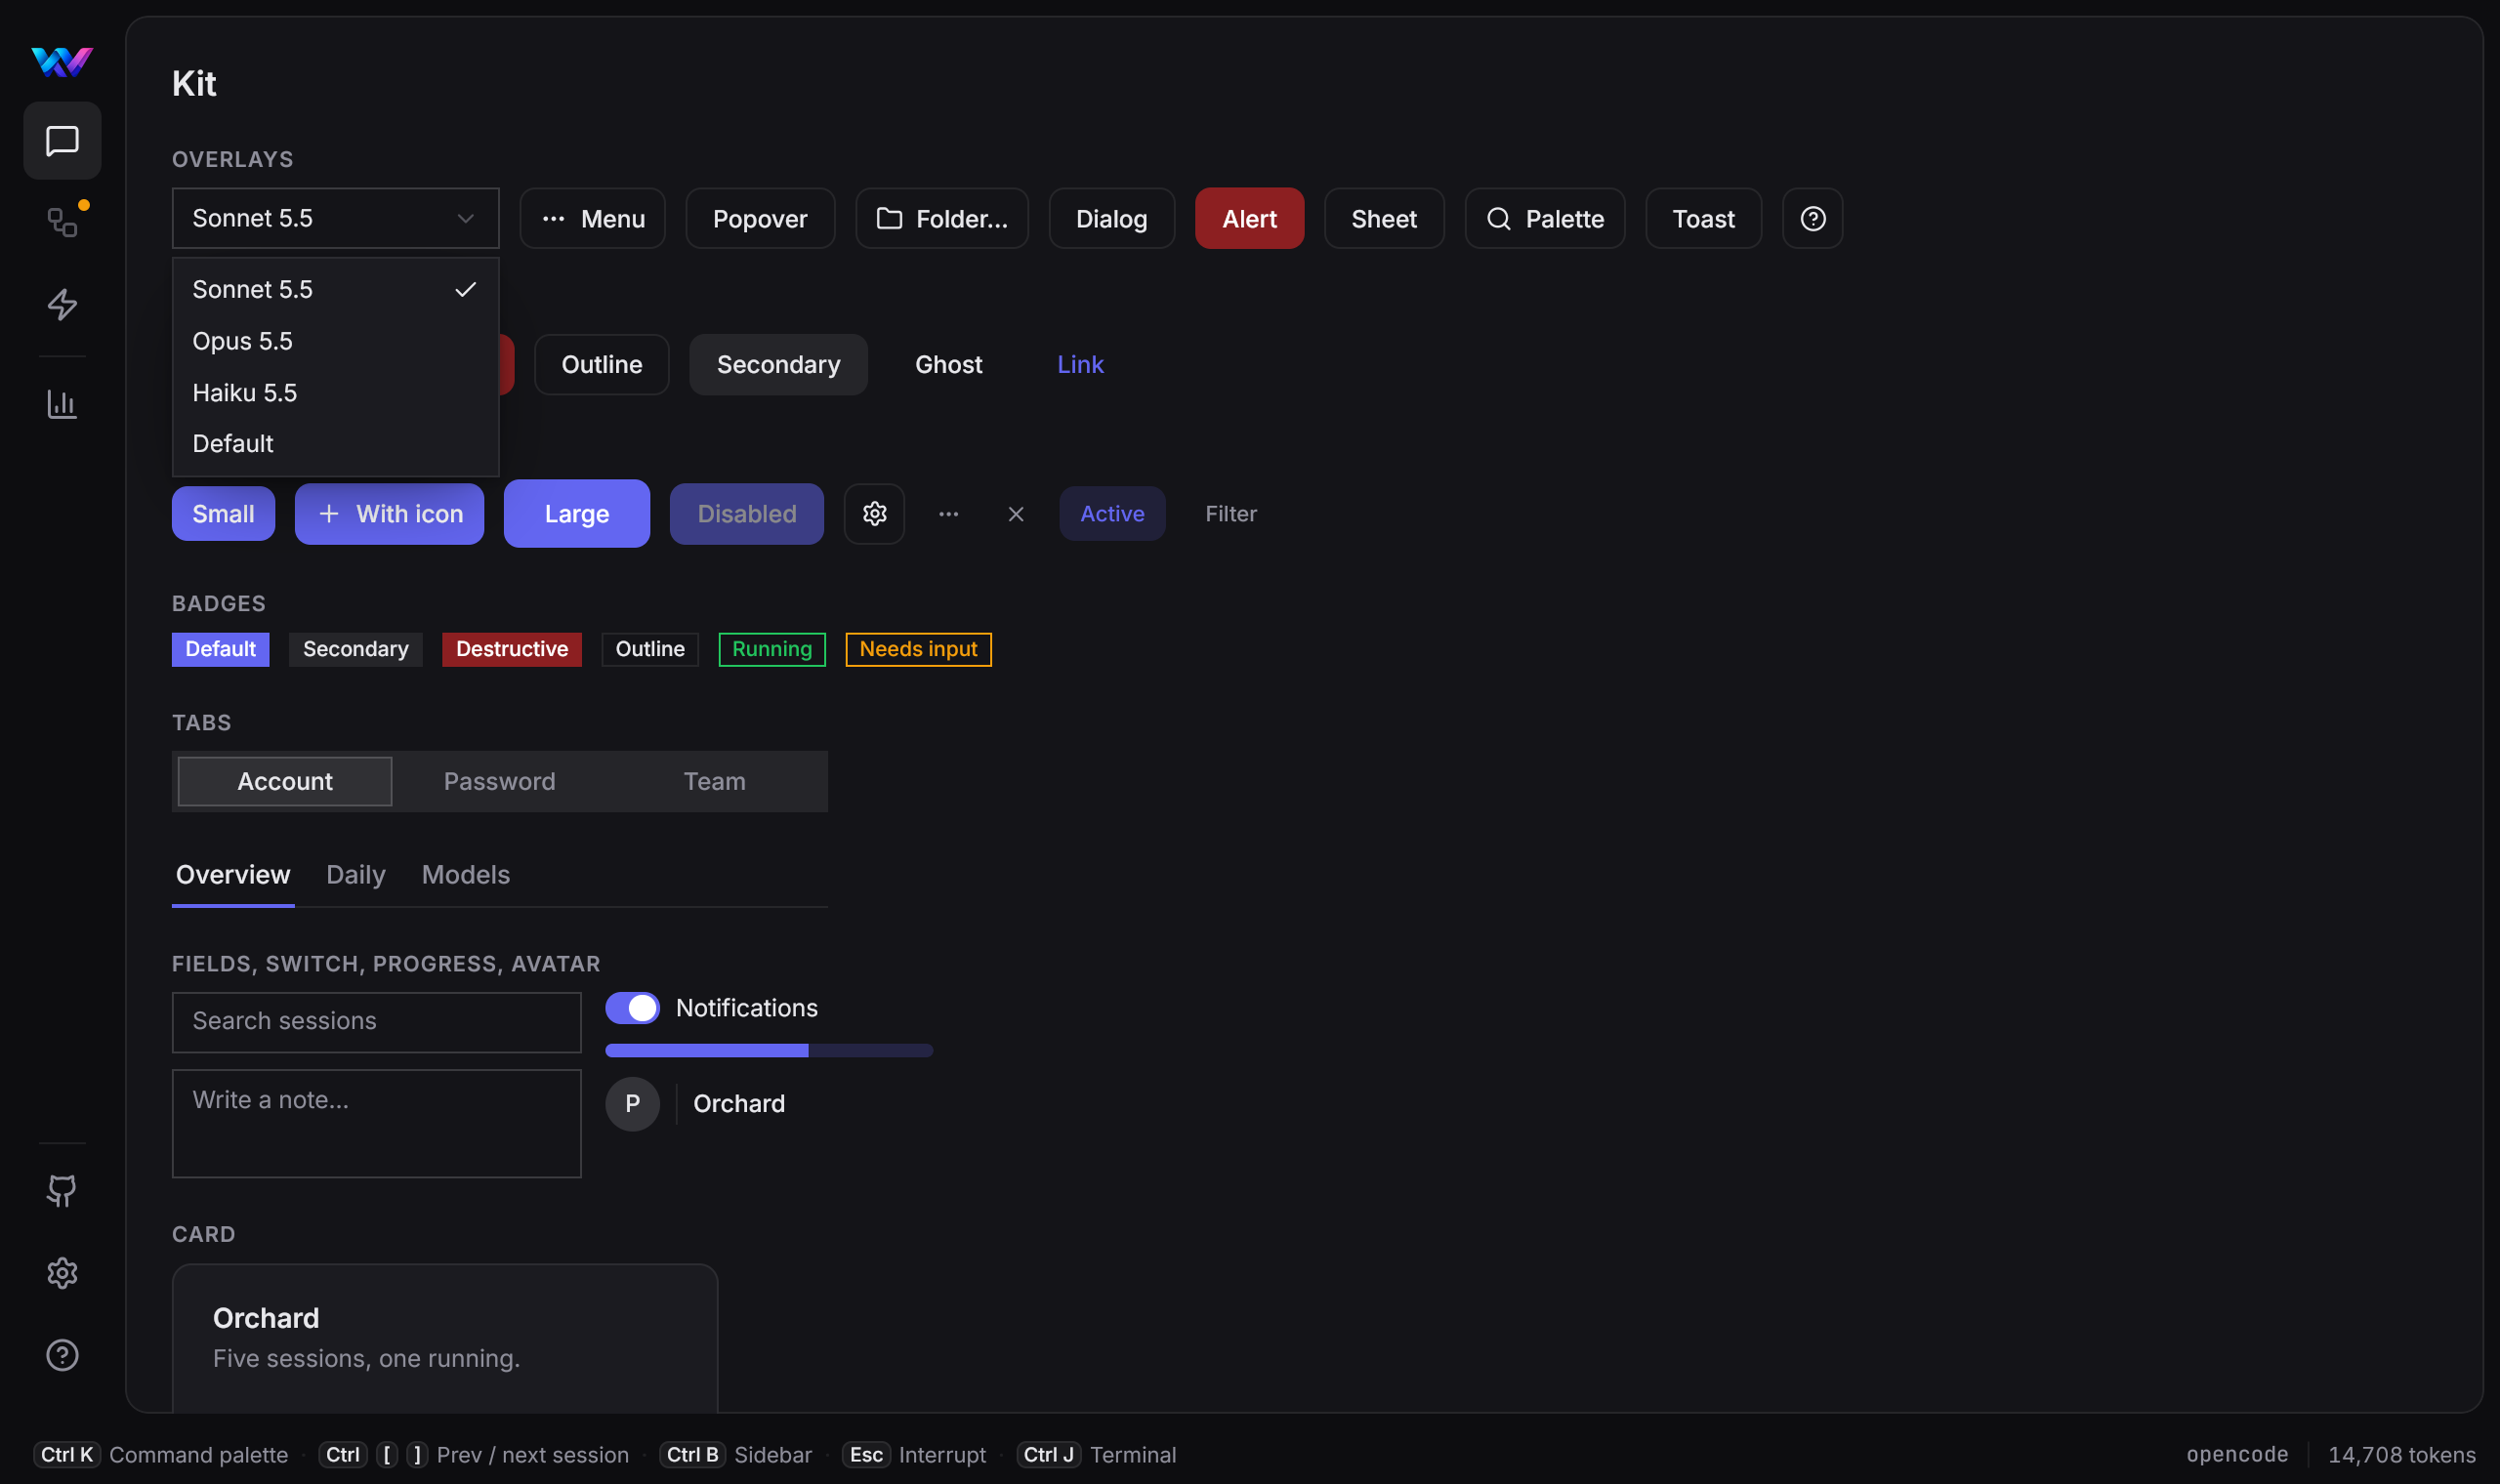 Kit
OVERLAYS
Sonnet 5.5
Menu
Popover
Folder...
Dialog
Alert
Sheet
Palette
Toast
Sonnet 5.5
Opus 5.5
Haiku 5.5
Default
Outline
Secondary
Ghost
Link
Small
With icon
Large
Disabled
Active
Filter
BADGES
Default
Secondary
Destructive
Outline
Running
Needs input
TABS
Account
Password
Team
Overview
Daily
Models
FIELDS, SWITCH, PROGRESS, AVATAR
Search sessions
Notifications
Write a note...
P
Orchard
CARD
Orchard
Five sessions, one running.
Ctrl K Command palette · Ctrl [ ] Prev / next session · Ctrl B Sidebar · Esc Interrupt · Ctrl J Terminal
opencode
14,708 tokens